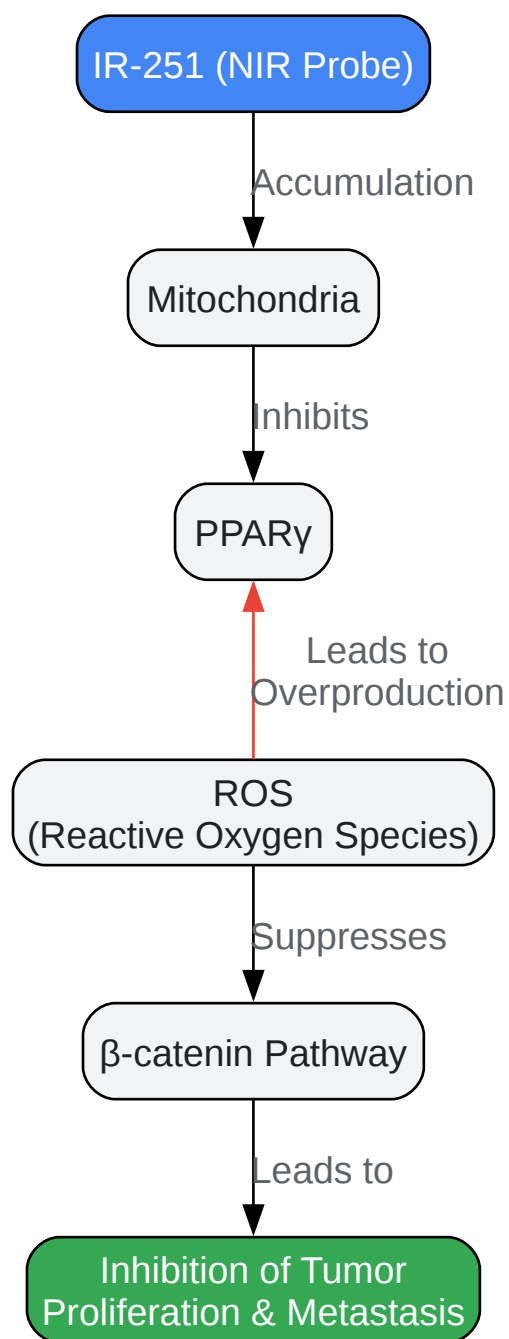 IR-251 (NIR Probe)
Accumulation
Mitochondria
Inhibits
PPARγ
Leads to
Overproduction
ROS
(Reactive Oxygen Species)
Suppresses
β-catenin Pathway
Leads to
Inhibition of Tumor
Proliferation & Metastasis